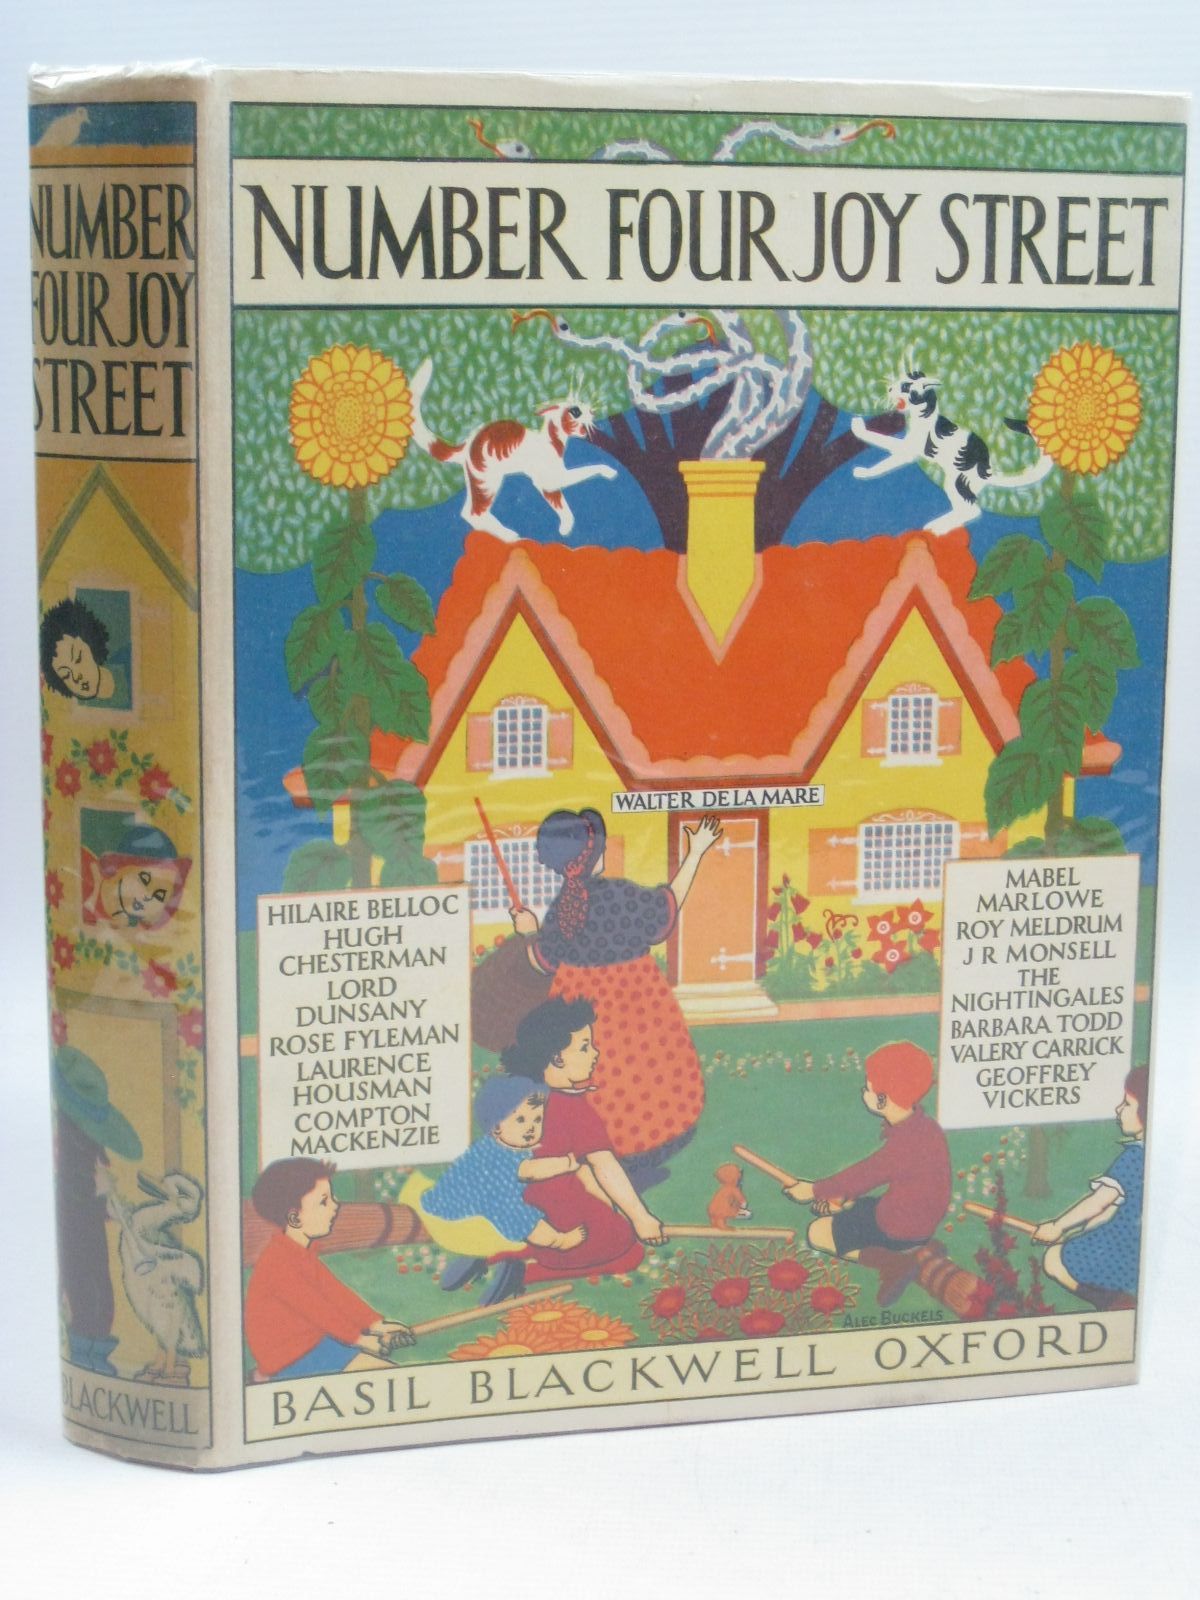 NUMBER
FOUR JOY
STREET
BLACKWELL
NUMBER FOUR JOY STREET
WALTER DE LA MARE
HILAIRE BELLOC
HUGH
CHESTERMAN
LORD
DUNSANY
ROSE FYLEMAN
LAURENCE
HOUSMAN
COMPTON
MACKENZIE
MABEL
MARLOWE
ROY MELDRUM
J R MONSELL
THE
NIGHTINGALES
BARBARA TODD
VALERY CARRICK
GEOFFREY
VICKERS
ALEC BUCKELS
BASIL BLACKWELL OXFORD